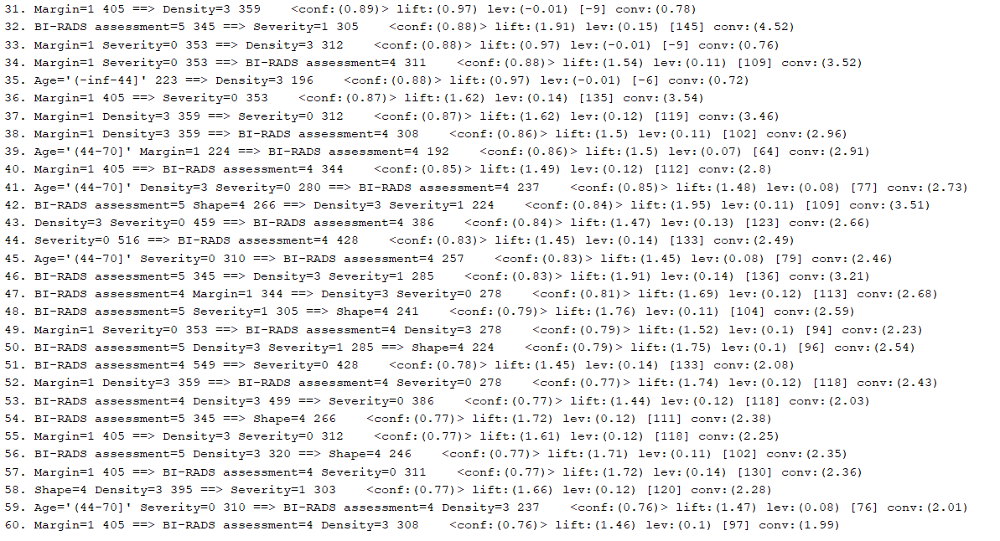 31. Margin=1 405 ==> Density=3 359    <conf:(0.89)> lift:(0.97) lev:(-0.01) [-9] conv:(0.78)
32. BI-RADS assessment=5 345 ==> Severity=1 305    <conf:(0.88)> lift:(1.91) lev:(0.15) [145] conv:(4.52)
33. Margin=1 Severity=0 353 ==> Density=3 312    <conf:(0.88)> lift:(0.97) lev:(-0.01) [-9] conv:(0.76)
34. Margin=1 Severity=0 353 ==> BI-RADS assessment=4 311    <conf:(0.88)> lift:(1.54) lev:(0.11) [109] conv:(3.52)
35. Age='(-inf-44]' 223 ==> Density=3 196    <conf:(0.88)> lift:(0.97) lev:(-0.01) [-6] conv:(0.72)
36. Margin=1 405 ==> Severity=0 353    <conf:(0.87)> lift:(1.62) lev:(0.14) [135] conv:(3.54)
37. Margin=1 Density=3 359 ==> Severity=0 312    <conf:(0.87)> lift:(1.62) lev:(0.12) [119] conv:(3.46)
38. Margin=1 Density=3 359 ==> BI-RADS assessment=4 308    <conf:(0.86)> lift:(1.5) lev:(0.11) [102] conv:(2.96)
39. Age='(44-70]' Margin=1 224 ==> BI-RADS assessment=4 192    <conf:(0.86)> lift:(1.5) lev:(0.07) [64] conv:(2.91)
40. Margin=1 405 ==> BI-RADS assessment=4 344    <conf:(0.85)> lift:(1.49) lev:(0.12) [112] conv:(2.8)
41. Age='(44-70]' Density=3 Severity=0 280 ==> BI-RADS assessment=4 237    <conf:(0.85)> lift:(1.48) lev:(0.08) [77] conv:(2.73)
42. BI-RADS assessment=5 Shape=4 266 ==> Density=3 Severity=1 224    <conf:(0.84)> lift:(1.95) lev:(0.11) [109] conv:(3.51)
43. Density=3 Severity=0 459 ==> BI-RADS assessment=4 386    <conf:(0.84)> lift:(1.47) lev:(0.13) [123] conv:(2.66)
44. Severity=0 516 ==> BI-RADS assessment=4 428    <conf:(0.83)> lift:(1.45) lev:(0.14) [133] conv:(2.49)
45. Age='(44-70]' Severity=0 310 ==> BI-RADS assessment=4 257    <conf:(0.83)> lift:(1.45) lev:(0.08) [79] conv:(2.46)
46. BI-RADS assessment=5 345 ==> Density=3 Severity=1 285    <conf:(0.83)> lift:(1.91) lev:(0.14) [136] conv:(3.21)
47. BI-RADS assessment=4 Margin=1 344 ==> Density=3 Severity=0 278    <conf:(0.81)> lift:(1.69) lev:(0.12) [113] conv:(2.68)
48. BI-RADS assessment=5 Severity=1 305 ==> Shape=4 241    <conf:(0.79)> lift:(1.76) lev:(0.11) [104] conv:(2.59)
49. Margin=1 Severity=0 353 ==> BI-RADS assessment=4 Density=3 278    <conf:(0.79)> lift:(1.52) lev:(0.1) [94] conv:(2.23)
50. BI-RADS assessment=5 Density=3 Severity=1 285 ==> Shape=4 224    <conf:(0.79)> lift:(1.75) lev:(0.1) [96] conv:(2.54)
51. BI-RADS assessment=4 549 ==> Severity=0 428    <conf:(0.78)> lift:(1.45) lev:(0.14) [133] conv:(2.08)
52. Margin=1 Density=3 359 ==> BI-RADS assessment=4 Severity=0 278    <conf:(0.77)> lift:(1.74) lev:(0.12) [118] conv:(2.43)
53. BI-RADS assessment=4 Density=3 499 ==> Severity=0 386    <conf:(0.77)> lift:(1.44) lev:(0.12) [118] conv:(2.03)
54. BI-RADS assessment=5 345 ==> Shape=4 266    <conf:(0.77)> lift:(1.72) lev:(0.12) [111] conv:(2.38)
55. Margin=1 405 ==> Density=3 Severity=0 312    <conf:(0.77)> lift:(1.61) lev:(0.12) [118] conv:(2.25)
56. BI-RADS assessment=5 Density=3 320 ==> Shape=4 246    <conf:(0.77)> lift:(1.71) lev:(0.11) [102] conv:(2.35)
57. Margin=1 405 ==> BI-RADS assessment=4 Severity=0 311    <conf:(0.77)> lift:(1.72) lev:(0.14) [130] conv:(2.36)
58. Shape=4 Density=3 395 ==> Severity=1 303    <conf:(0.77)> lift:(1.66) lev:(0.12) [120] conv:(2.28)
59. Age='(44-70]' Severity=0 310 ==> BI-RADS assessment=4 Density=3 237    <conf:(0.76)> lift:(1.47) lev:(0.08) [76] conv:(2.01)
60. Margin=1 405 ==> BI-RADS assessment=4 Density=3 308    <conf:(0.76)> lift:(1.46) lev:(0.1) [97] conv:(1.99)